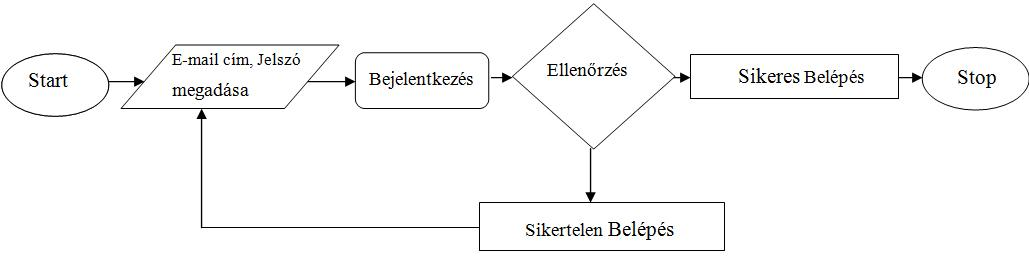 Start
E-mail cím, Jelszó
megadása
Bejelentkezés
Ellenőrzés
Sikeres Belépés
Stop
Sikertelen Belépés